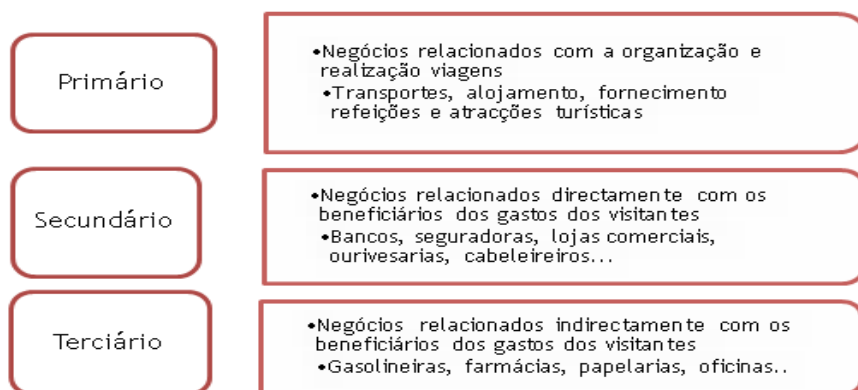 Primário
•Negócios relacionados com a organização e
realização viagens
•Transportes, alojamento, fornecimento
refeições e atracções turísticas
Secundário
•Negócios relacionados directamente com os
beneficiários dos gastos dos visitantes
•Bancos, seguradoras, lojas comerciais,
ourivesarias, cabeleireiros...
Terciário
•Negócios relacionados indirectamente com os
beneficiários dos gastos dos visitantes
•Gasolineiras, farmácias, papelarias, oficinas..